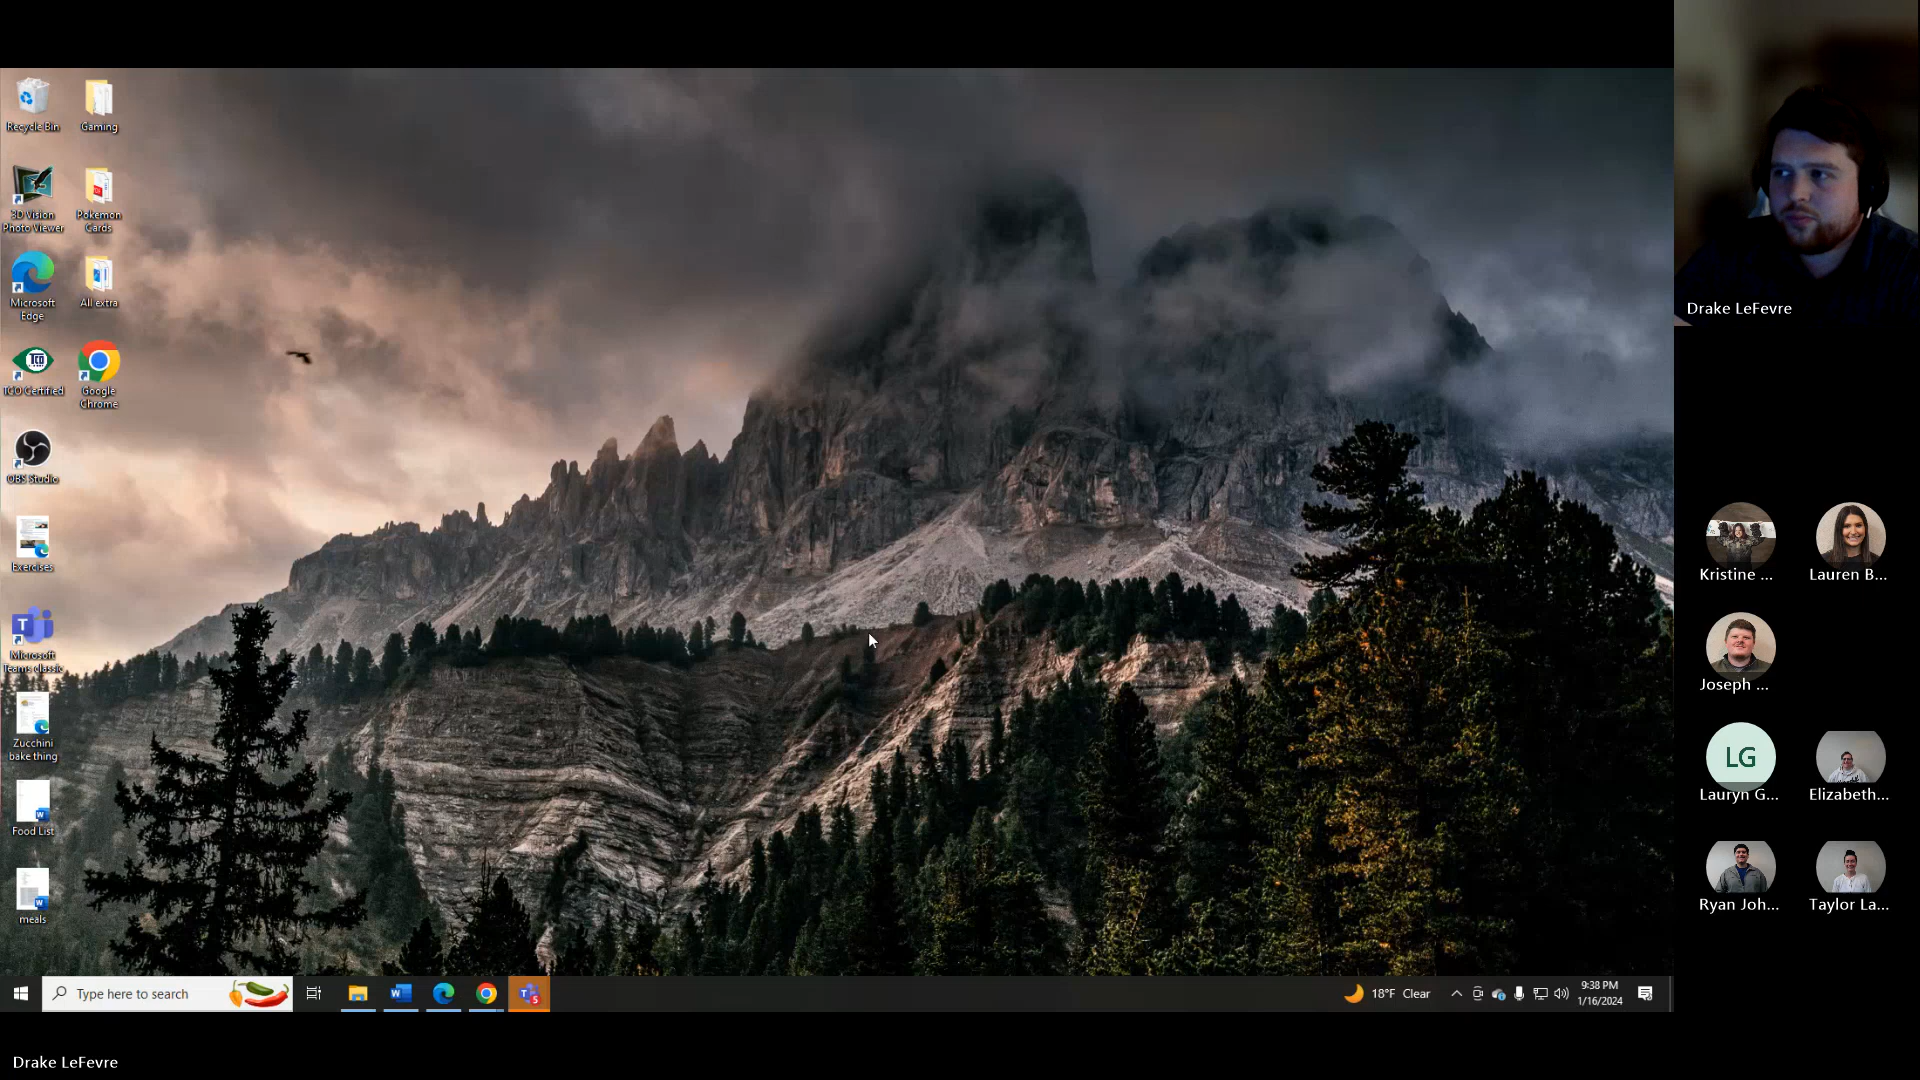 Recycle Bin
Gaming
3D Vision
Photo Viewer
Pokemon
Cards
Microsoft
Edge
All extra
TCO
TCO Certified
Google
Chrome
OBS Studio
Exercises
Microsoft
Teams classic
Zucchini
bake thing
Food List
meals
Type here to search
18°F Clear
9:38 PM
1/16/2024
Drake LeFevre
Kristine ...
Lauren B...
Joseph ...
LG
Lauryn G...
Elizabeth...
Ryan Joh...
Taylor La...
Drake LeFevre